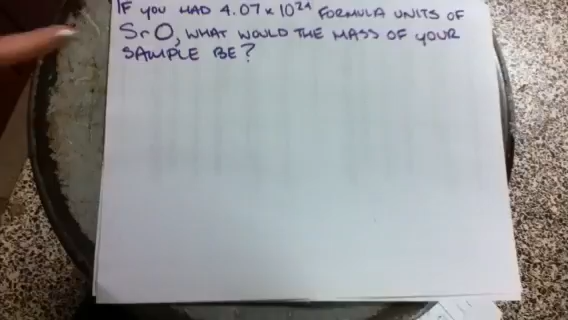 IF YOU HAD 4.07 x 10²⁴ FORMULA UNITS OF
SrO, WHAT WOULD THE MASS OF YOUR
SAMPLE BE?